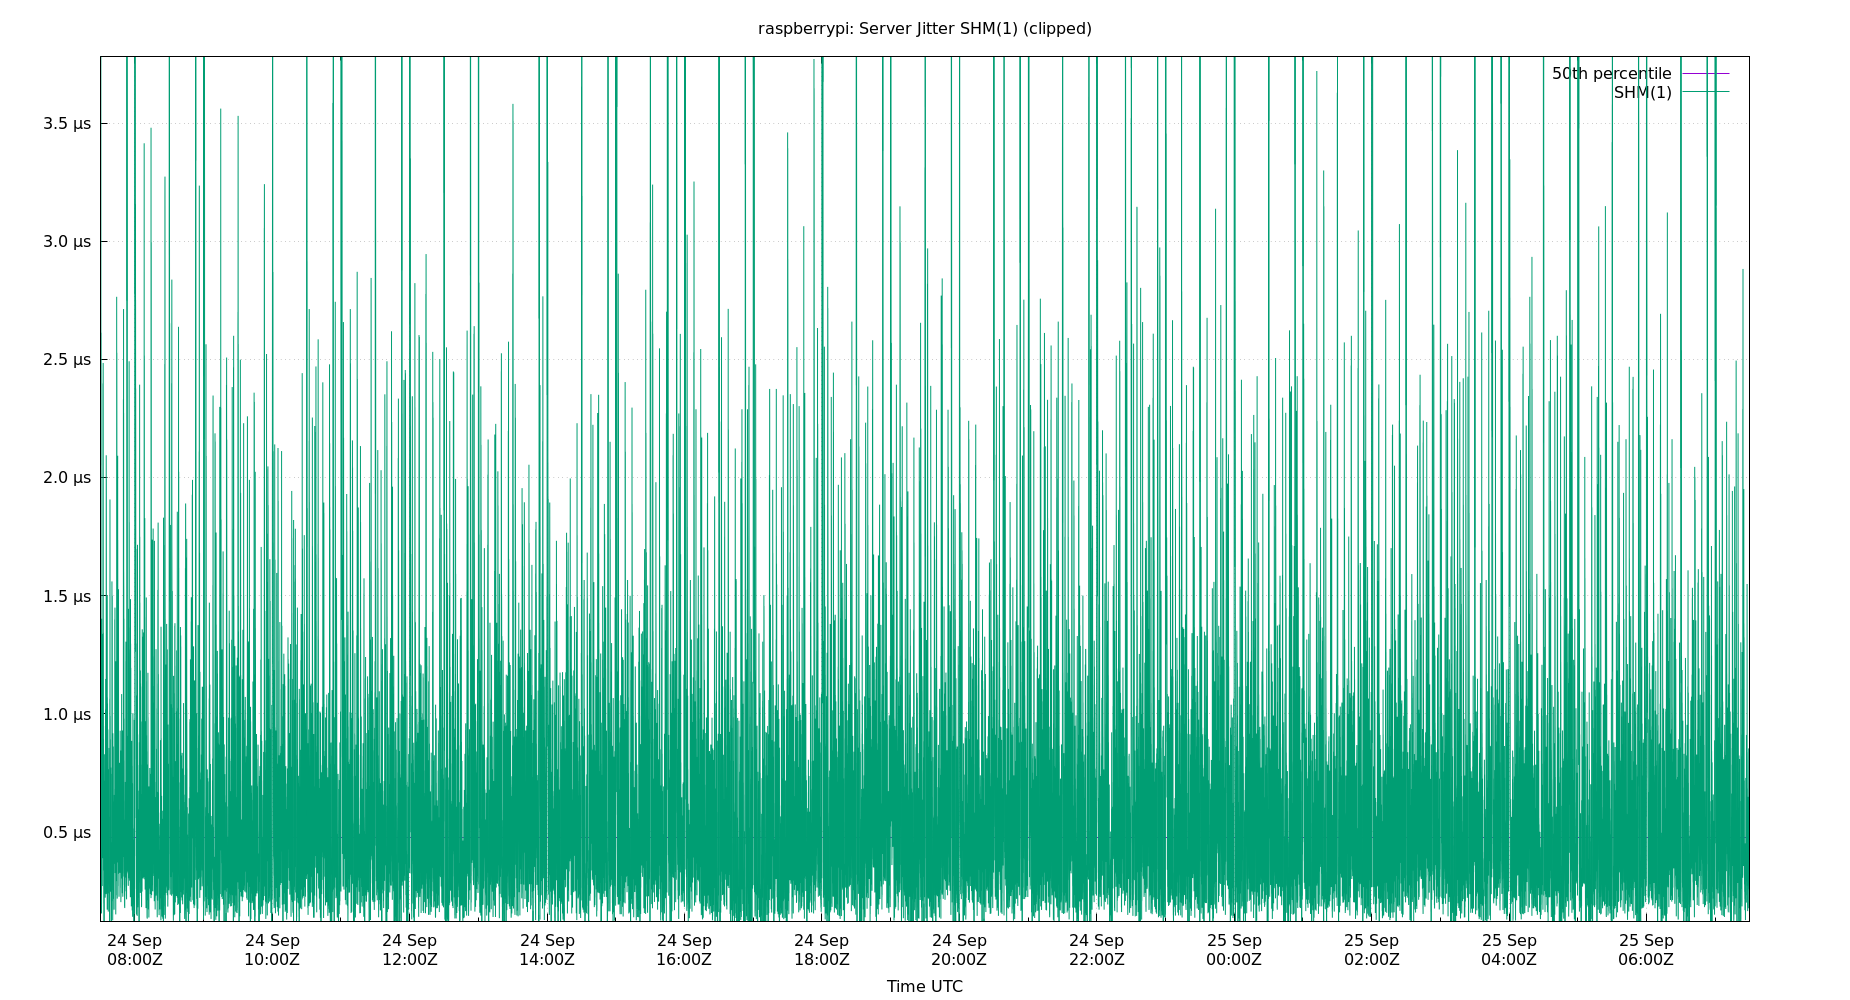 raspberrypi: Server Jitter SHM(1) (clipped)
50th percentile
SHM(1)
3.5 µs
3.0 µs
2.5 µs
2.0 µs
1.5 µs
1.0 µs
0.5 µs
24 Sep 24 Sep 24 Sep 24 Sep 24 Sep 24 Sep 24 Sep 24 Sep 25 Sep 25 Sep 25 Sep 25 Sep
08:00Z 10:00Z 12:00Z 14:00Z 16:00Z 18:00Z 20:00Z 22:00Z 00:00Z 02:00Z 04:00Z 06:00Z
Time UTC